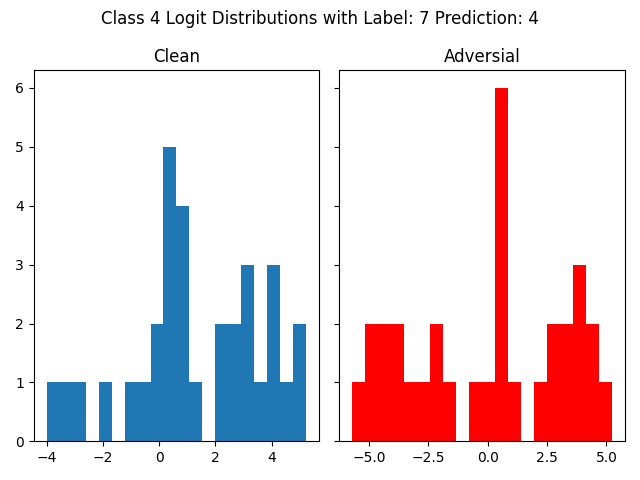 Class 4 Logit Distributions with Label: 7 Prediction: 4
Clean
Adversial
6
5
4
3
2
1
0
−4 −2 0 2 4
−5.0 −2.5 0.0 2.5 5.0